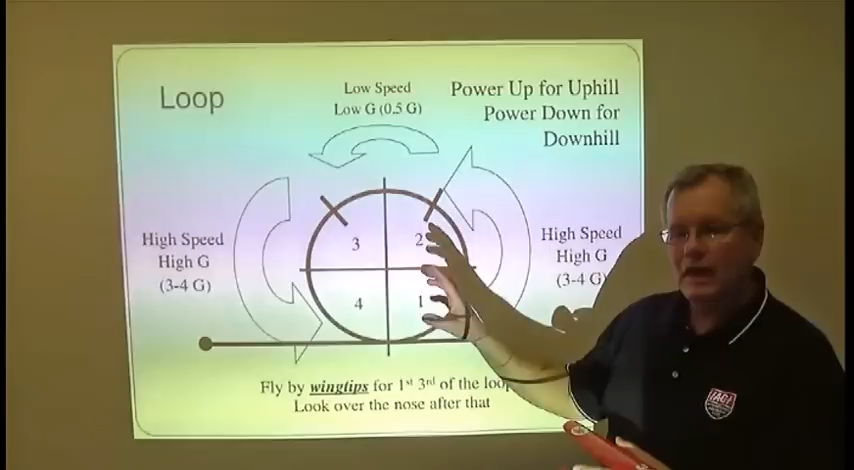 Loop
Low Speed
Low G (0.5 G)
Power Up for Uphill
Power Down for
Downhill
High Speed
High G
(3-4 G)
3
2
4
1
High Speed
High G
(3-4 G)
Fly by wingtips for 1st 3rd of the loop
Look over the nose after that
IAC